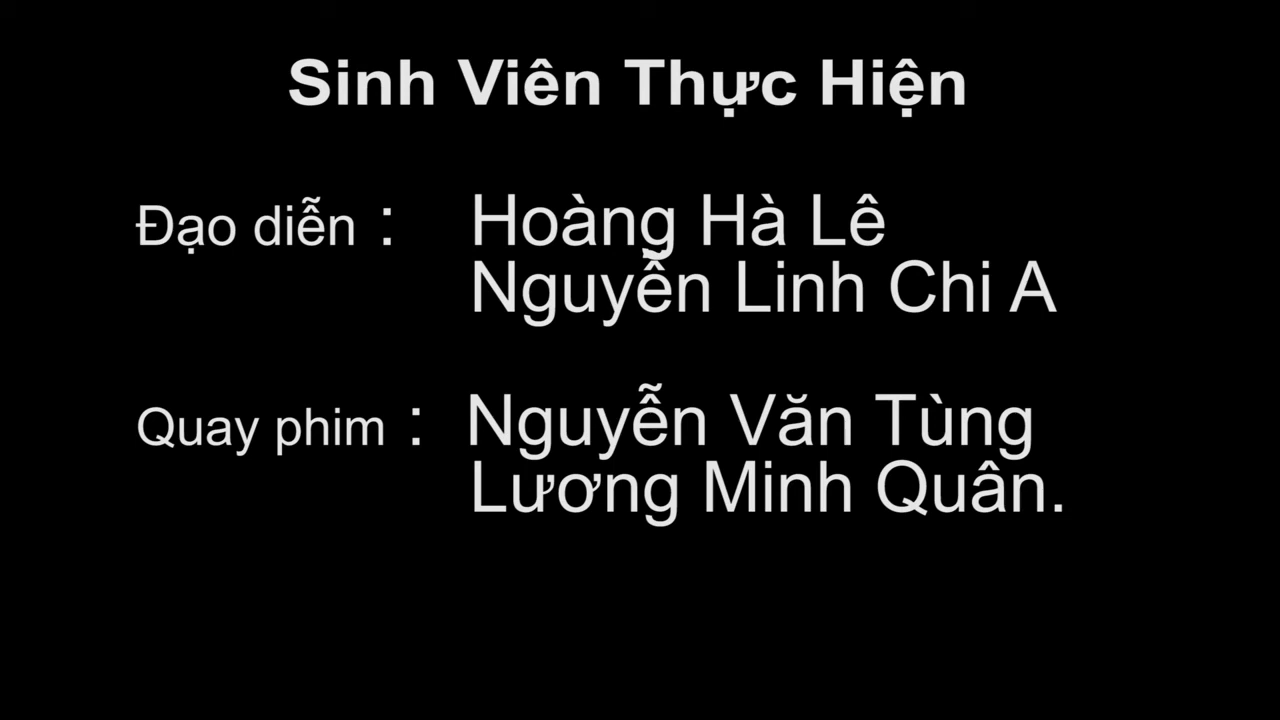 Sinh Viên Thực Hiện
Đạo diễn : Hoàng Hà Lê
Nguyễn Linh Chi A
Quay phim : Nguyễn Văn Tùng
Lương Minh Quân.